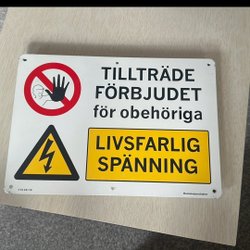 TILLTRÄDE
FÖRBJUDET
för obehöriga
LIVSFARLIG
SPÄNNING